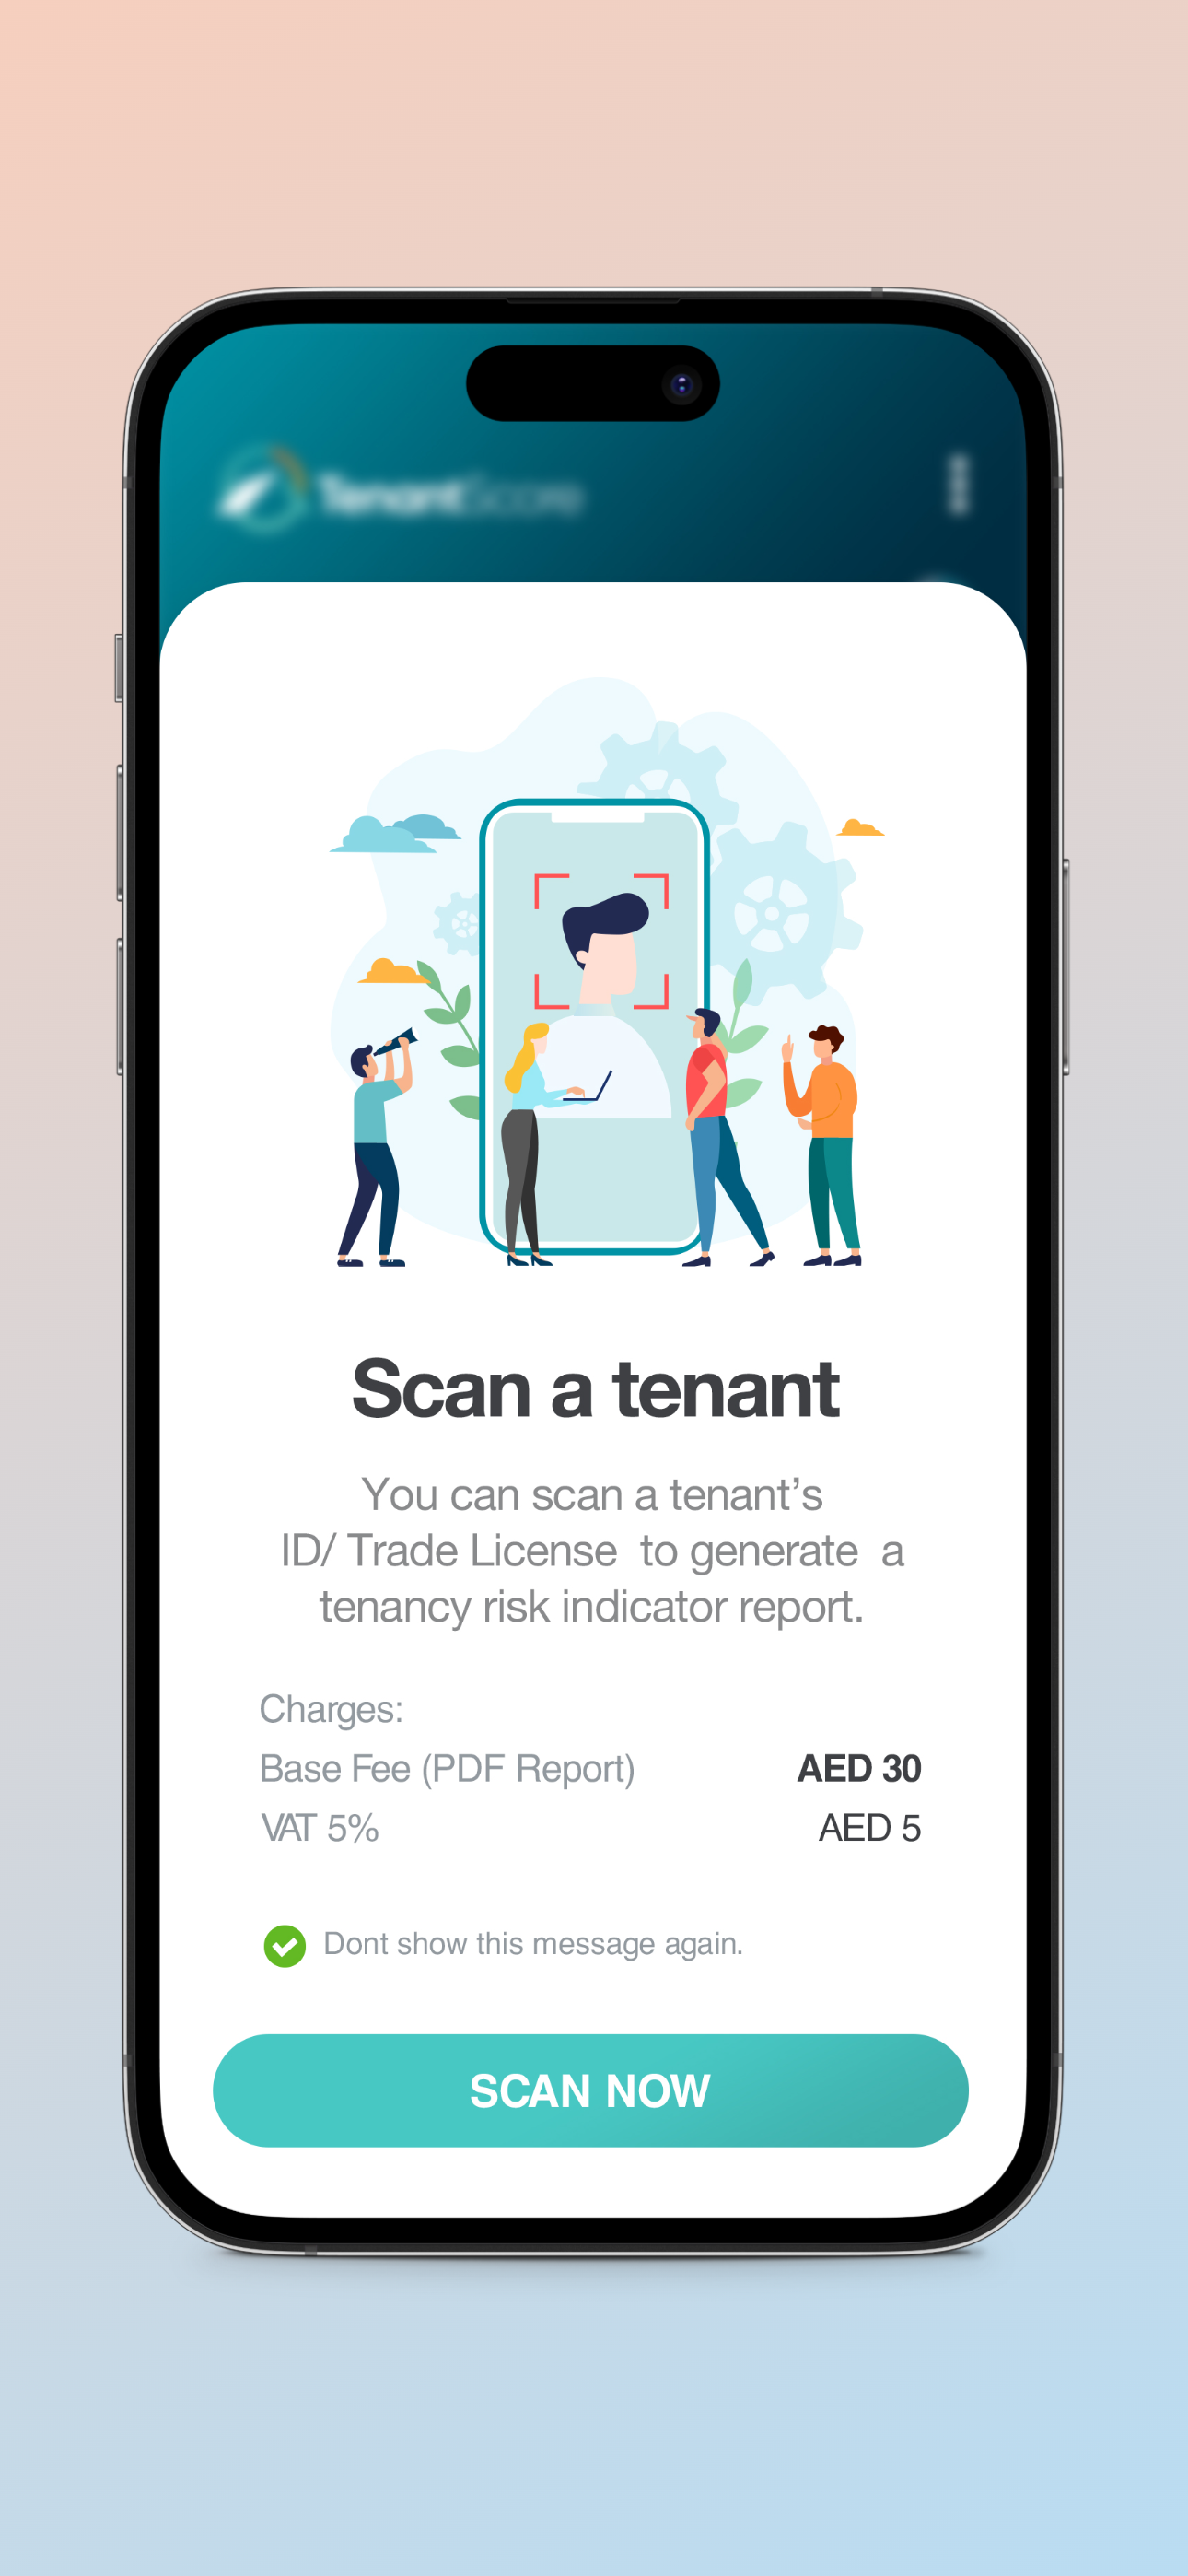 TenantScore
Scan a tenant
You can scan a tenant’s
ID/ Trade License  to generate  a
tenancy risk indicator report.
Charges:
Base Fee (PDF Report) AED 30
VAT 5% AED 5
Dont show this message again.
SCAN NOW